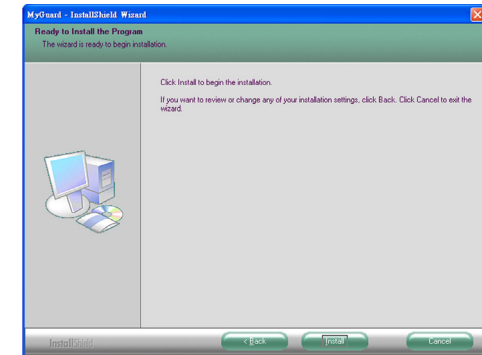 MyGuard - InstallShield Wizard
Ready to Install the Program
The wizard is ready to begin installation.
Click Install to begin the installation.
If you want to review or change any of your installation settings, click Back. Click Cancel to exit the
wizard.
InstallShield
< Back
Install
Cancel